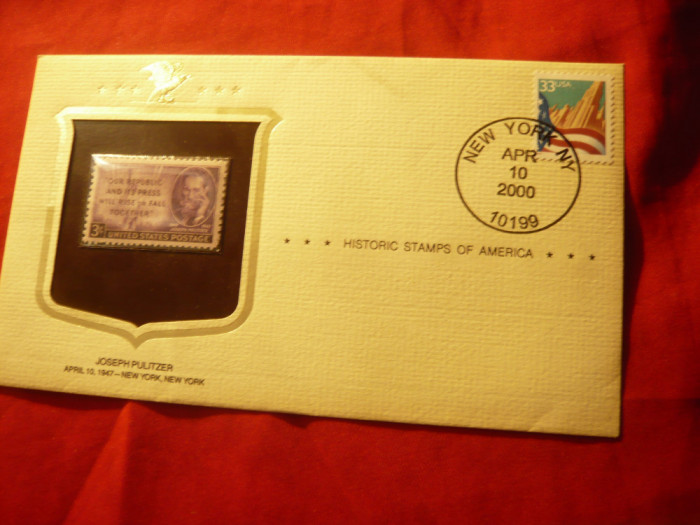 33 USA
NEW YORK NY
APR
10
2000
10199
"OUR REPUBLIC
AND ITS PRESS
WILL RISE OR FALL
TOGETHER"
3¢ UNITED STATES POSTAGE
★ ★ ★ HISTORIC STAMPS OF AMERICA ★ ★ ★
JOSEPH PULITZER
APRIL 10, 1947—NEW YORK, NEW YORK